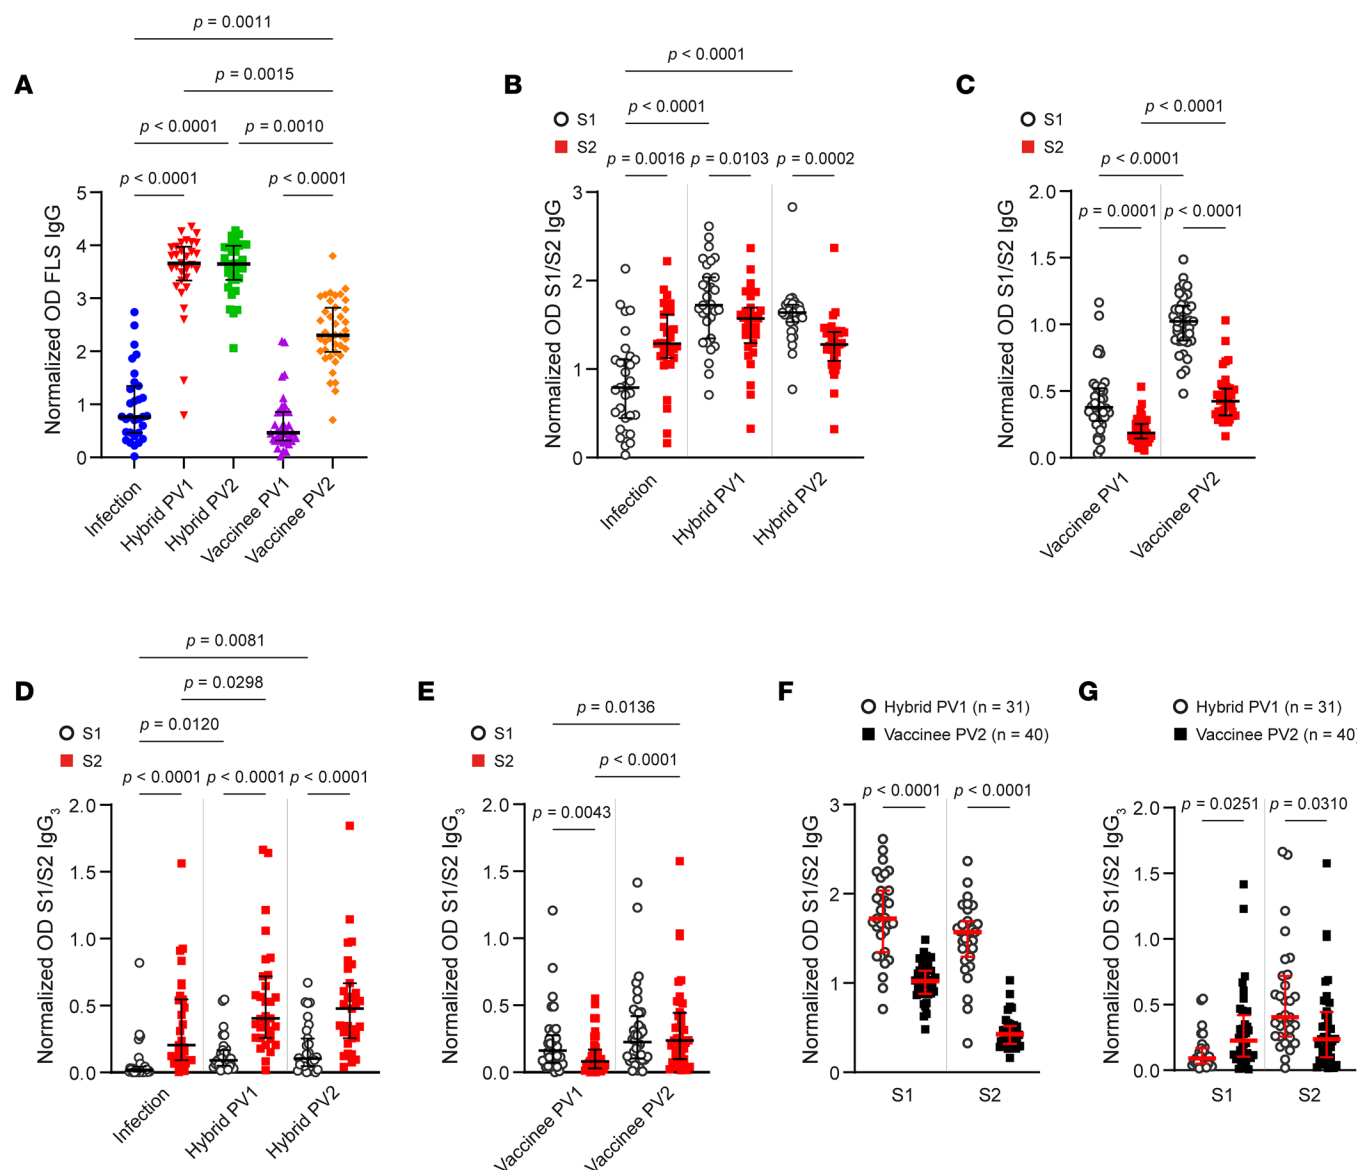 A
p = 0.0011
p = 0.0015
p < 0.0001
p = 0.0010
p < 0.0001
p < 0.0001
Normalized OD FLS IgG
5
4
3
2
1
0
Infection
Hybrid PV1
Hybrid PV2
Vaccinee PV1
Vaccinee PV2
B
S1
S2
p < 0.0001
p < 0.0001
p = 0.0016
p = 0.0103
p = 0.0002
Normalized OD S1/S2 IgG
3
2
1
0
Infection
Hybrid PV1
Hybrid PV2
C
S1
S2
p < 0.0001
p < 0.0001
p = 0.0001
p < 0.0001
Normalized OD S1/S2 IgG
2.0
1.5
1.0
0.5
0.0
Vaccinee PV1
Vaccinee PV2
D
S1
S2
p = 0.0081
p = 0.0298
p = 0.0120
p < 0.0001
p < 0.0001
p < 0.0001
Normalized OD S1/S2 IgG3
2.0
1.5
1.0
0.5
0.0
Infection
Hybrid PV1
Hybrid PV2
E
S1
S2
p = 0.0136
p < 0.0001
p = 0.0043
Normalized OD S1/S2 IgG3
2.0
1.5
1.0
0.5
0.0
Vaccinee PV1
Vaccinee PV2
F
Hybrid PV1 (n = 31)
Vaccinee PV2 (n = 40)
p < 0.0001
p < 0.0001
Normalized OD S1/S2 IgG
3
2
1
0
S1
S2
G
Hybrid PV1 (n = 31)
Vaccinee PV2 (n = 40)
p = 0.0251
p = 0.0310
Normalized OD S1/S2 IgG3
2.0
1.5
1.0
0.5
0.0
S1
S2